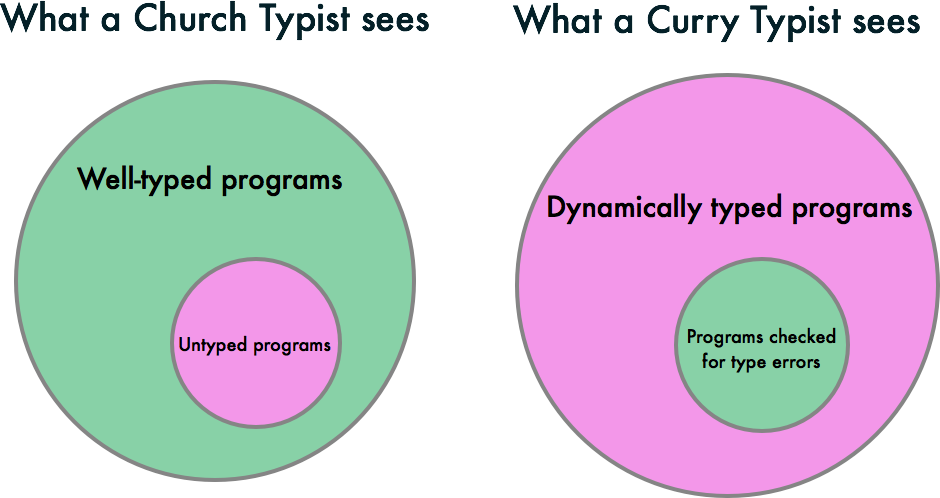 What a Church Typist sees
What a Curry Typist sees
Well-typed programs
Untyped programs
Dynamically typed programs
Programs checked
for type errors